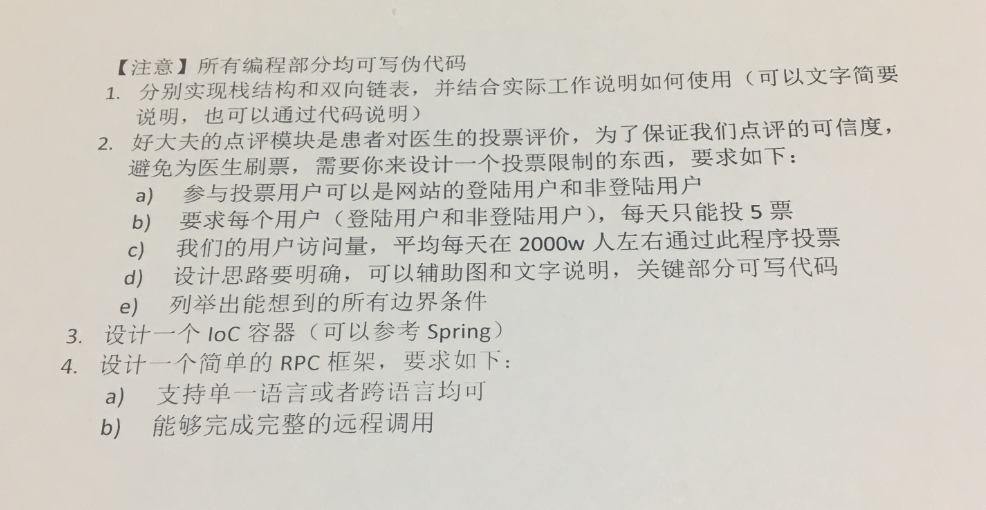 【注意】所有编程部分均可写伪代码
1. 分别实现栈结构和双向链表，并结合实际工作说明如何使用（可以文字简要
说明，也可以通过代码说明）
2. 好大夫的点评模块是患者对医生的投票评价，为了保证我们点评的可信度，
避免为医生刷票，需要你来设计一个投票限制的东西，要求如下：
a) 参与投票用户可以是网站的登陆用户和非登陆用户
b) 要求每个用户（登陆用户和非登陆用户），每天只能投 5 票
c) 我们的用户访问量，平均每天在 2000w 人左右通过此程序投票
d) 设计思路要明确，可以辅助图和文字说明，关键部分可写代码
e) 列举出能想到的所有边界条件
3. 设计一个 IoC 容器（可以参考 Spring）
4. 设计一个简单的 RPC 框架，要求如下：
a) 支持单一语言或者跨语言均可
b) 能够完成完整的远程调用